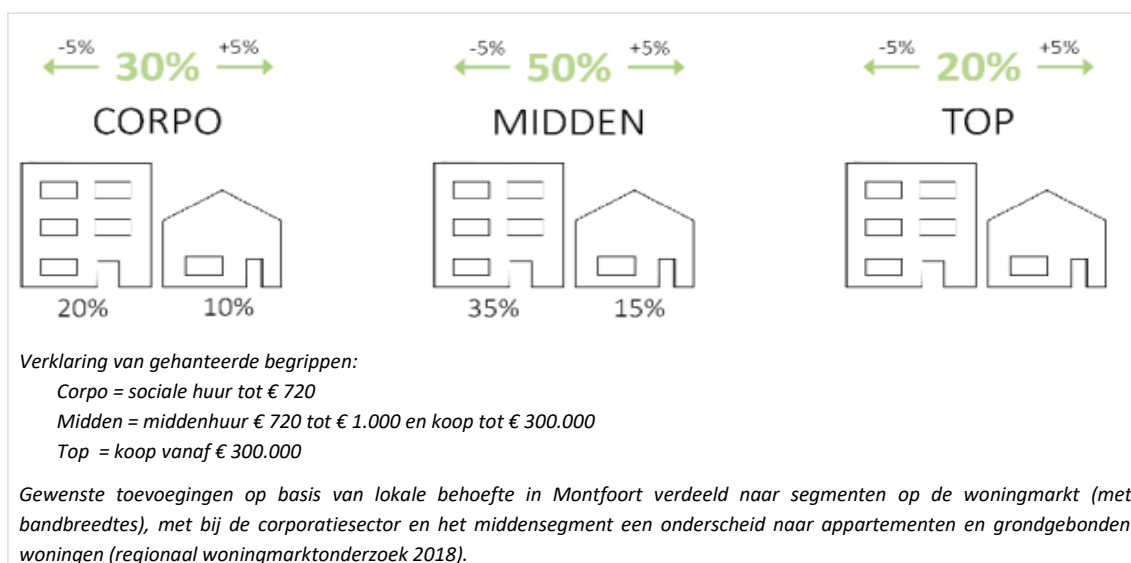 -5% 30% +5%
-5% 50% +5%
-5% 20% +5%
CORPO
MIDDEN
TOP
20% 10%
35% 15%
Verklaring van gehanteerde begrippen:
Corpo = sociale huur tot € 720
Midden = middenhuur € 720 tot € 1.000 en koop tot € 300.000
Top = koop vanaf € 300.000
Gewenste toevoegingen op basis van lokale behoefte in Montfoort verdeeld naar segmenten op de woningmarkt (met
bandbreedtes), met bij de corporatiesector en het middensegment een onderscheid naar appartementen en grondgebonden
woningen (regionaal woningmarktonderzoek 2018).